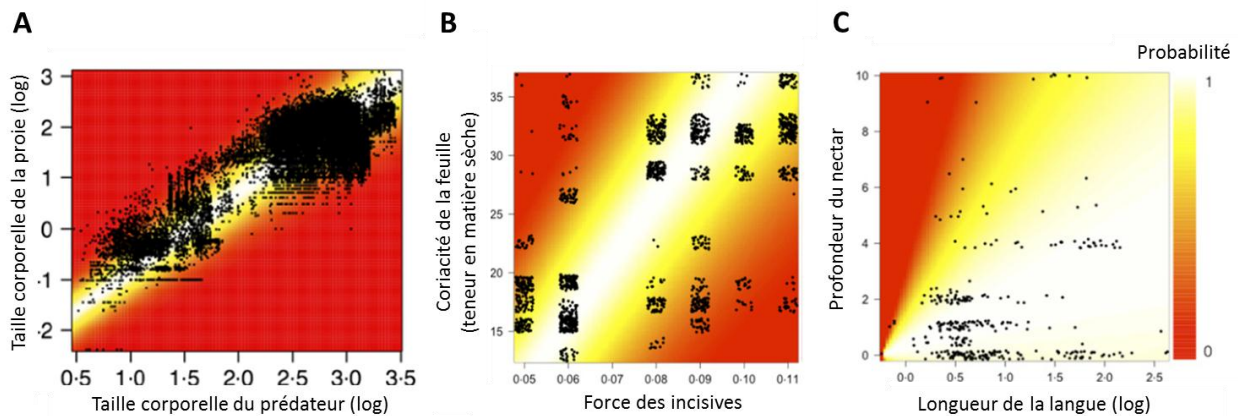 A
Taille corporelle de la proie (log)
3
2
1
0
·1
·2
0·5 1·0 1·5 2·0 2·5 3·0 3·5
Taille corporelle du prédateur (log)
B
Coriacité de la feuille
(teneur en matière sèche)
35
30
25
20
15
0·05 0·06 0·08 0·09 0·10 0·11
Force des incisives
C
Profondeur du nectar
10
8
6
4
2
0
0·0 0·5 1·0 1·5 2·0 2·5
Longueur de la langue (log)
Probabilité
1
0